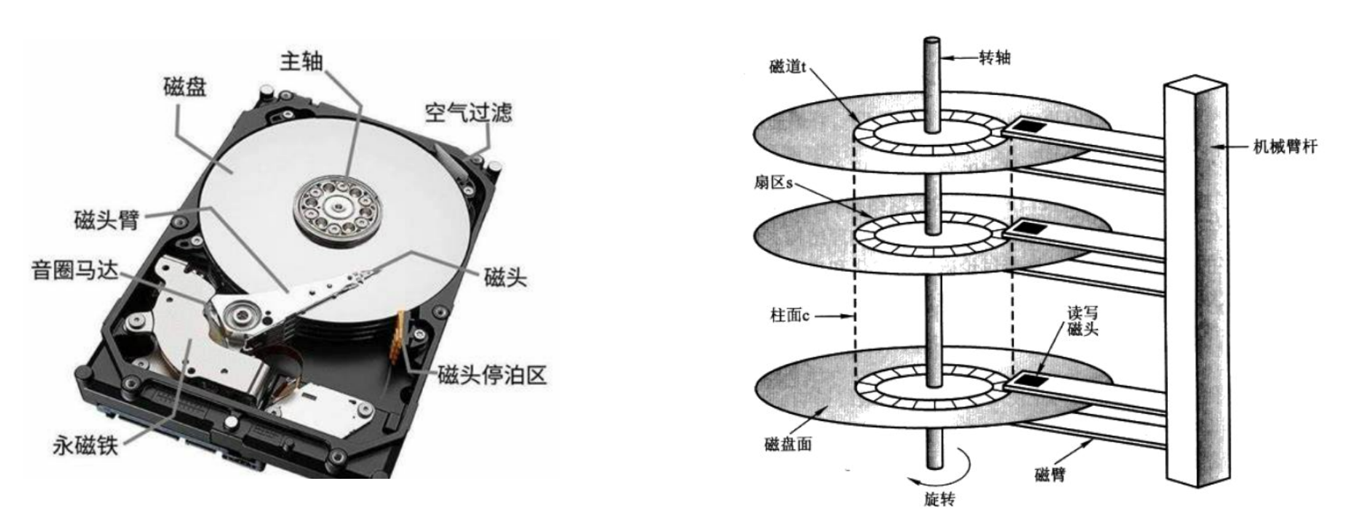 主轴
磁盘
空气过滤
磁头臂
音圈马达
磁头
磁头停泊区
永磁铁
转轴
磁道t
机械臂杆
扇区s
柱面c
读写
磁头
磁盘面
磁臂
旋转